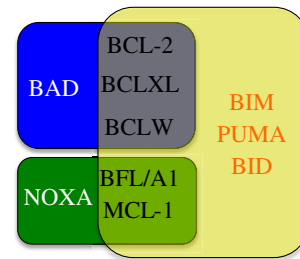 BCL-2
BAD
BCLXL
BCLW
BIM
PUMA
BID
NOXA
BFL/A1
MCL-1